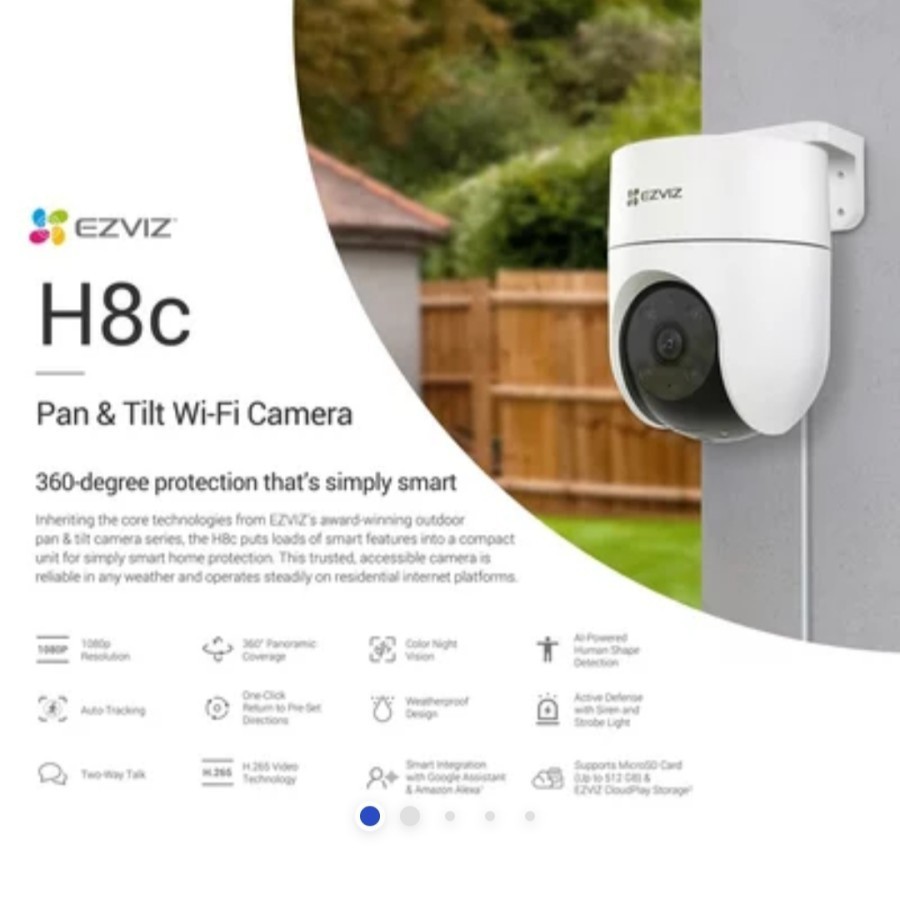 EZVIZ
EZVIZ
H8c
Pan & Tilt Wi-Fi Camera
360-degree protection that's simply smart
Inheriting the core technologies from EZVIZ's award-winning outdoor
pan & tilt camera series, the H8c puts loads of smart features into a compact
unit for simply smart home protection. This trusted, accessible camera is
reliable in any weather and operates steadily on residential internet platforms.
1080P
1080p
Resolution
360° Panoramic
Coverage
Color Night
Vision
AI-Powered
Human Shape
Detection
Auto Tracking
One-Click
Return to Pre-Set
Directions
Weatherproof
Design
Active Defense
with Siren and
Strobe Light
Two-Way Talk
H.265
H.265 Video
Technology
Smart Integration
with Google Assistant
& Amazon Alexa
Supports MicroSD Card
(Up to 512 GB) &
EZVIZ CloudPlay Storage